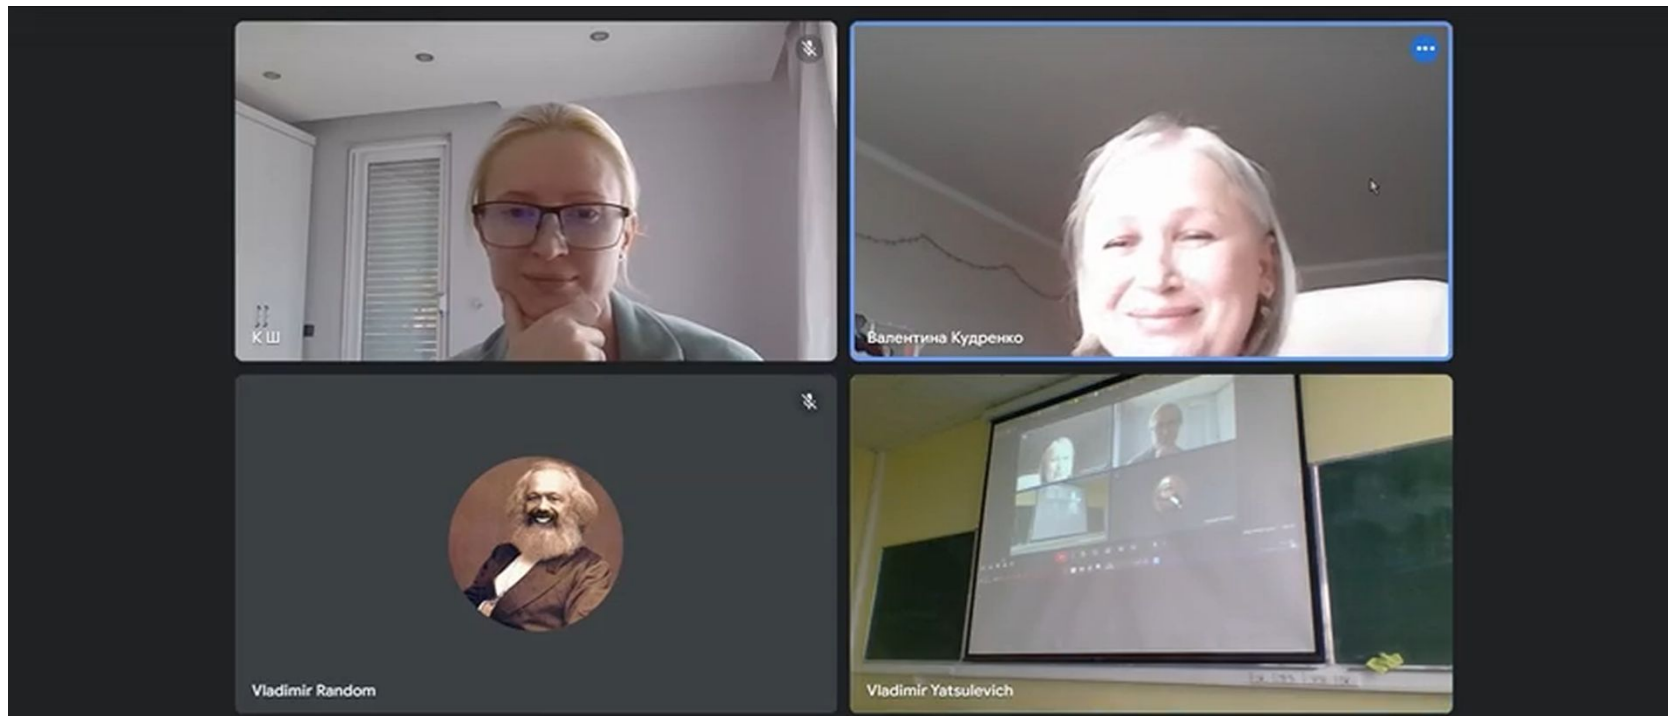 К Ш
Валентина Кудренко
Vladimir Random
Vladimir Yatsulevich